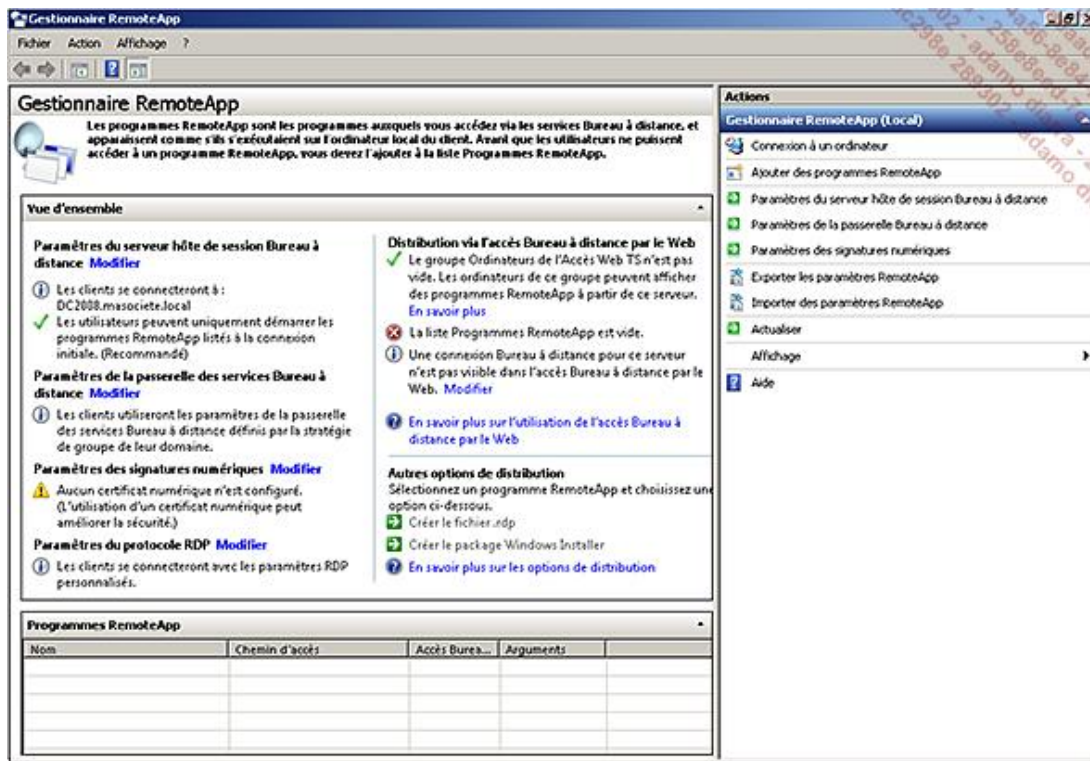 Gestionnaire RemoteApp
Fichier Action Affichage ?
Gestionnaire RemoteApp
Les programmes RemoteApp sont les programmes auxquels vous accédez via les services Bureau à distance, et
apparaissent comme s'ils s'exécutaient sur l'ordinateur local du client. Avant que les utilisateurs ne puissent
accéder à un programme RemoteApp, vous devez l'ajouter à la liste Programmes RemoteApp.
Vue d'ensemble
Paramètres du serveur hôte de session Bureau à
distance Modifier
Les clients se connecteront à :
DC2008.masociete.local
Les utilisateurs peuvent uniquement démarrer les
programmes RemoteApp listés à la connexion
initiale. (Recommandé)
Paramètres de la passerelle des services Bureau à
distance Modifier
Les clients utiliseront les paramètres de la passerelle
des services Bureau à distance définis par la stratégie
de groupe de leur domaine.
Paramètres des signatures numériques Modifier
Aucun certificat numérique n'est configuré.
(L'utilisation d'un certificat numérique peut
améliorer la sécurité.)
Paramètres du protocole RDP Modifier
Les clients se connecteront avec les paramètres RDP
personnalisés.
Distribution via l'accès Bureau à distance par le Web
Le groupe Ordinateurs de l'Accès Web TS n'est pas
vide. Les ordinateurs de ce groupe peuvent afficher
des programmes RemoteApp à partir de ce serveur.
En savoir plus
La liste Programmes RemoteApp est vide.
Une connexion Bureau à distance pour ce serveur
n'est pas visible dans l'accès Bureau à distance par le
Web. Modifier
En savoir plus sur l'utilisation de l'accès Bureau à
distance par le Web
Autres options de distribution
Sélectionnez un programme RemoteApp et choisissez une
option ci-dessous.
Créer le fichier .rdp
Créer le package Windows Installer
En savoir plus sur les options de distribution
Programmes RemoteApp
Nom Chemin d'accès Accès Burea... Arguments
Actions
Gestionnaire RemoteApp (Local)
Connexion à un ordinateur
Ajouter des programmes RemoteApp
Paramètres du serveur hôte de session Bureau à distance
Paramètres de la passerelle Bureau à distance
Paramètres des signatures numériques
Exporter les paramètres RemoteApp
Importer des paramètres RemoteApp
Actualiser
Affichage
Aide